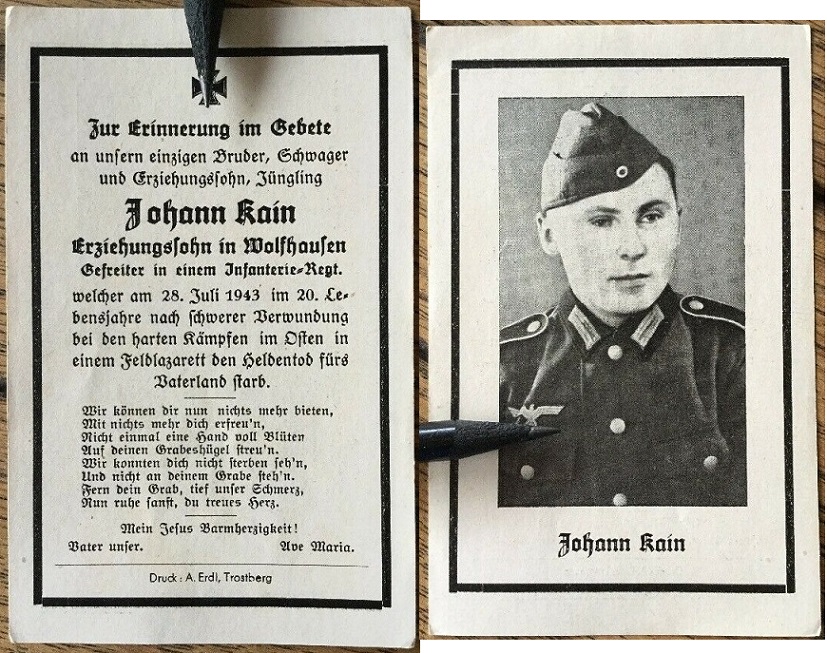 Zur Erinnerung im Gebete
an unsern einzigen Bruder, Schwager
und Erziehungssohn, Jüngling
Johann Kain
Erziehungssohn in Wolfhausen
Gefreiter in einem Infanterie-Regt.
welcher am 28. Juli 1943 im 20. Le-
bensjahre nach schwerer Verwundung
bei den harten Kämpfen im Osten in
einem Feldlazarett den Heldentod fürs
Vaterland starb.
Wir können dir nun nichts mehr bieten,
Mit nichts mehr dich erfreu'n,
Nicht einmal eine Hand voll Blüten
Auf deinen Grabeshügel streu'n.
Wir konnten dich nicht sterben seh'n,
Und nicht an deinem Grabe steh'n.
Fern dein Grab, tief unser Schmerz,
Nun ruhe sanft, du treues Herz.
Mein Jesus Barmherzigkeit!
Vater unser. Ave Maria.
Druck: A. Erdl, Trostberg
Johann Kain